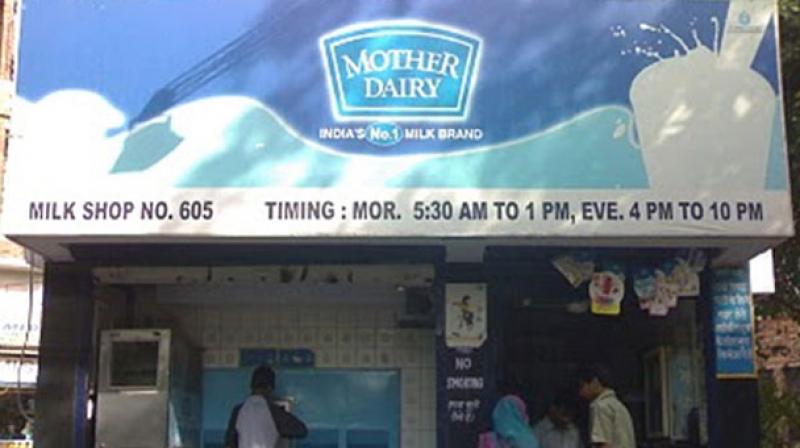 MOTHER
DAIRY
INDIA'S No.1 MILK BRAND
MILK SHOP NO. 605 TIMING : MOR. 5:30 AM TO 1 PM, EVE. 4 PM TO 10 PM
NO
SMOKING